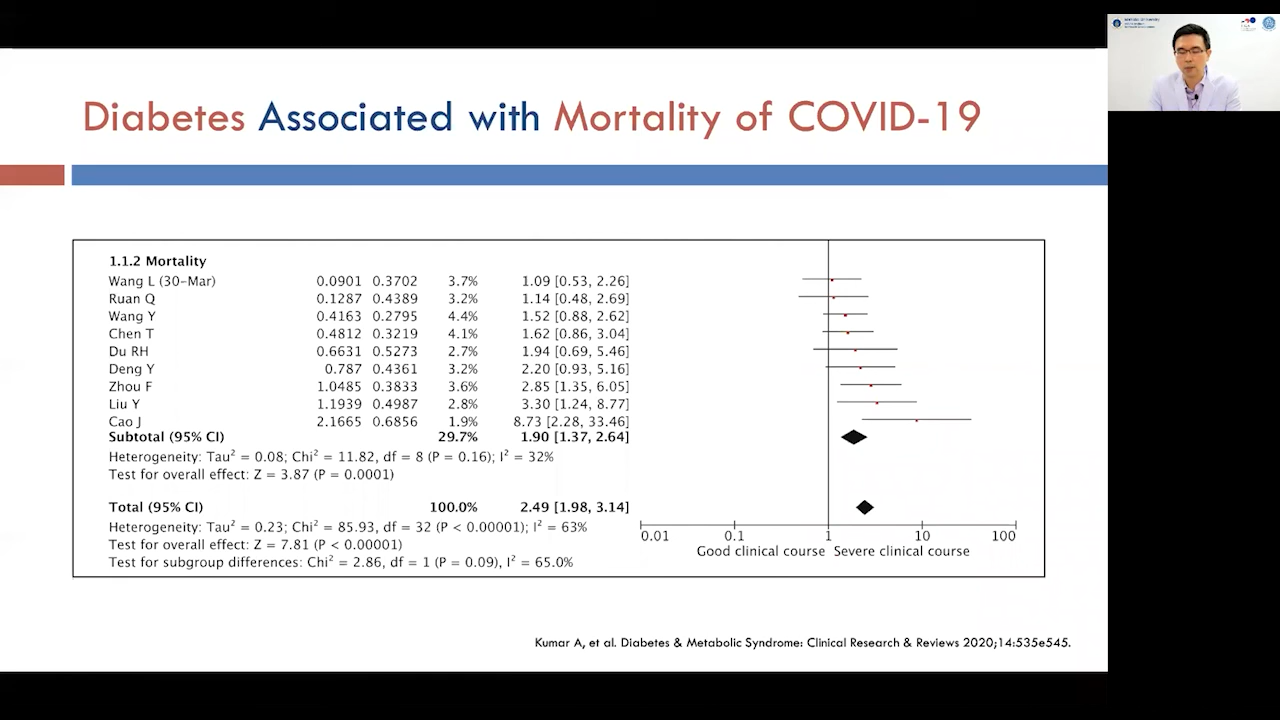 Diabetes Associated with Mortality of COVID-19
1.1.2 Mortality
Wang L (30-Mar) 0.0901 0.3702 3.7% 1.09 [0.53, 2.26]
Ruan Q 0.1287 0.4389 3.2% 1.14 [0.48, 2.69]
Wang Y 0.4163 0.2795 4.4% 1.52 [0.88, 2.62]
Chen T 0.4812 0.3219 4.1% 1.62 [0.86, 3.04]
Du RH 0.6631 0.5273 2.7% 1.94 [0.69, 5.46]
Deng Y 0.787 0.4361 3.2% 2.20 [0.93, 5.16]
Zhou F 1.0485 0.3833 3.6% 2.85 [1.35, 6.05]
Liu Y 1.1939 0.4987 2.8% 3.30 [1.24, 8.77]
Cao J 2.1665 0.6856 1.9% 8.73 [2.28, 33.46]
Subtotal (95% CI) 29.7% 1.90 [1.37, 2.64]
Heterogeneity: Tau² = 0.08; Chi² = 11.82, df = 8 (P = 0.16); I² = 32%
Test for overall effect: Z = 3.87 (P = 0.0001)
Total (95% CI) 100.0% 2.49 [1.98, 3.14]
Heterogeneity: Tau² = 0.23; Chi² = 85.93, df = 32 (P < 0.00001); I² = 63%
Test for overall effect: Z = 7.81 (P < 0.00001)
Test for subgroup differences: Chi² = 2.86, df = 1 (P = 0.09), I² = 65.0%
0.01 0.1 1 10 100
Good clinical course Severe clinical course
Kumar A, et al. Diabetes & Metabolic Syndrome: Clinical Research & Reviews 2020;14:535e545.